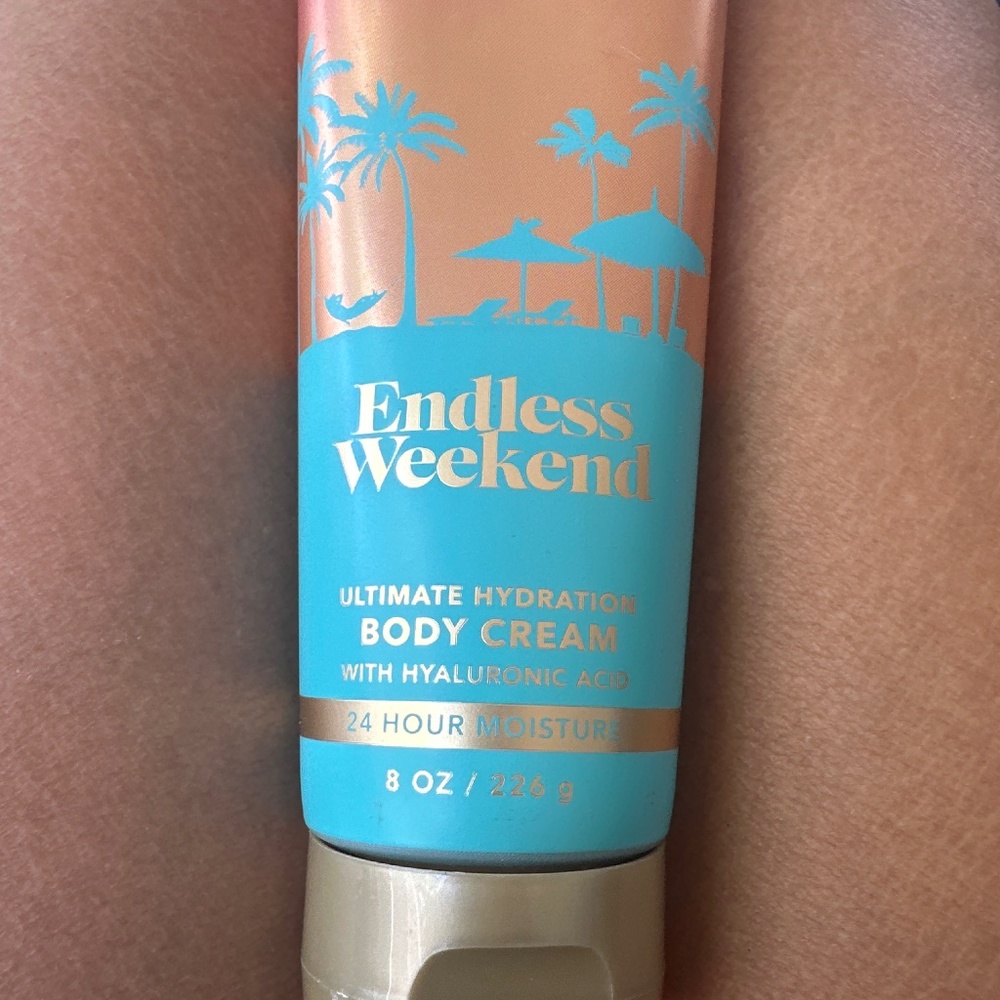 Endless
Weekend
ULTIMATE HYDRATION
BODY CREAM
WITH HYALURONIC ACID
24 HOUR MOISTURE
8 OZ / 226 g